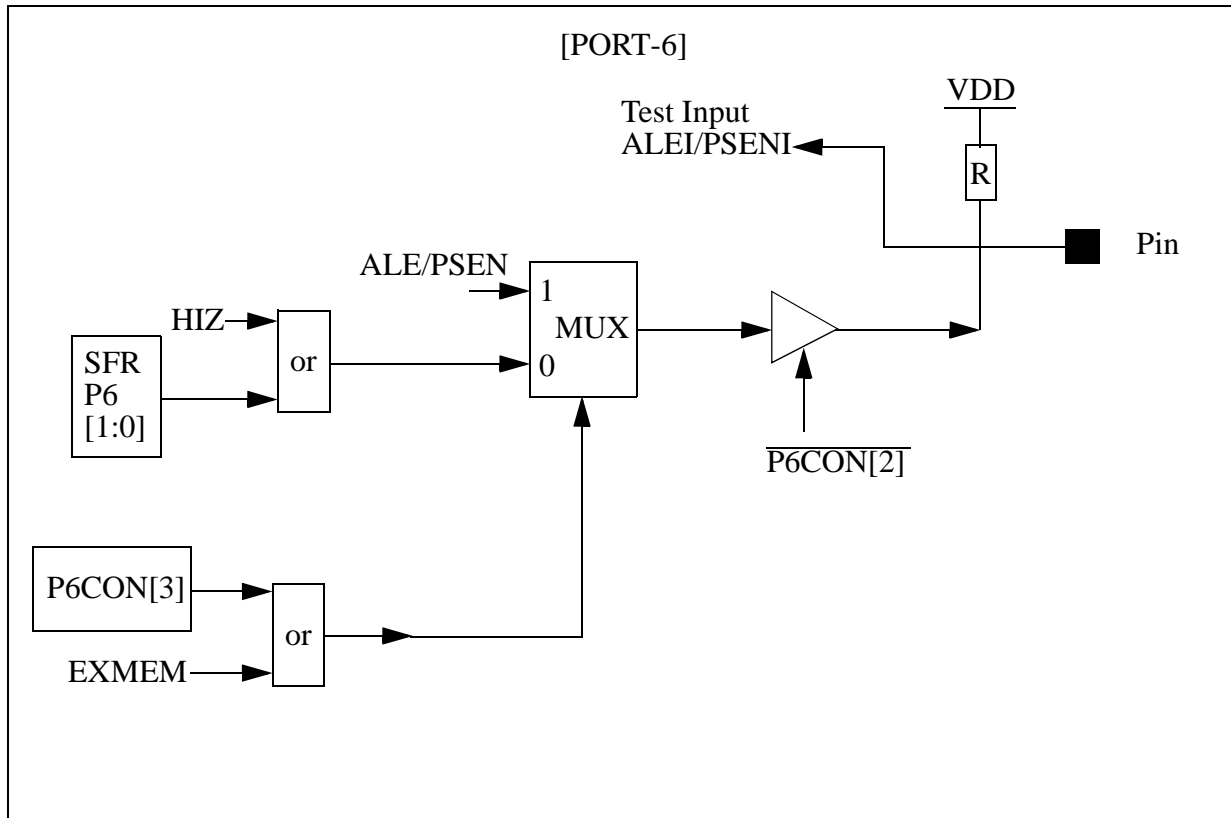 [PORT-6]
Test Input
ALEI/PSENI
VDD
R
Pin
ALE/PSEN
1
MUX
0
HIZ
or
SFR
P6
[1:0]
P6CON[2]
P6CON[3]
or
EXMEM